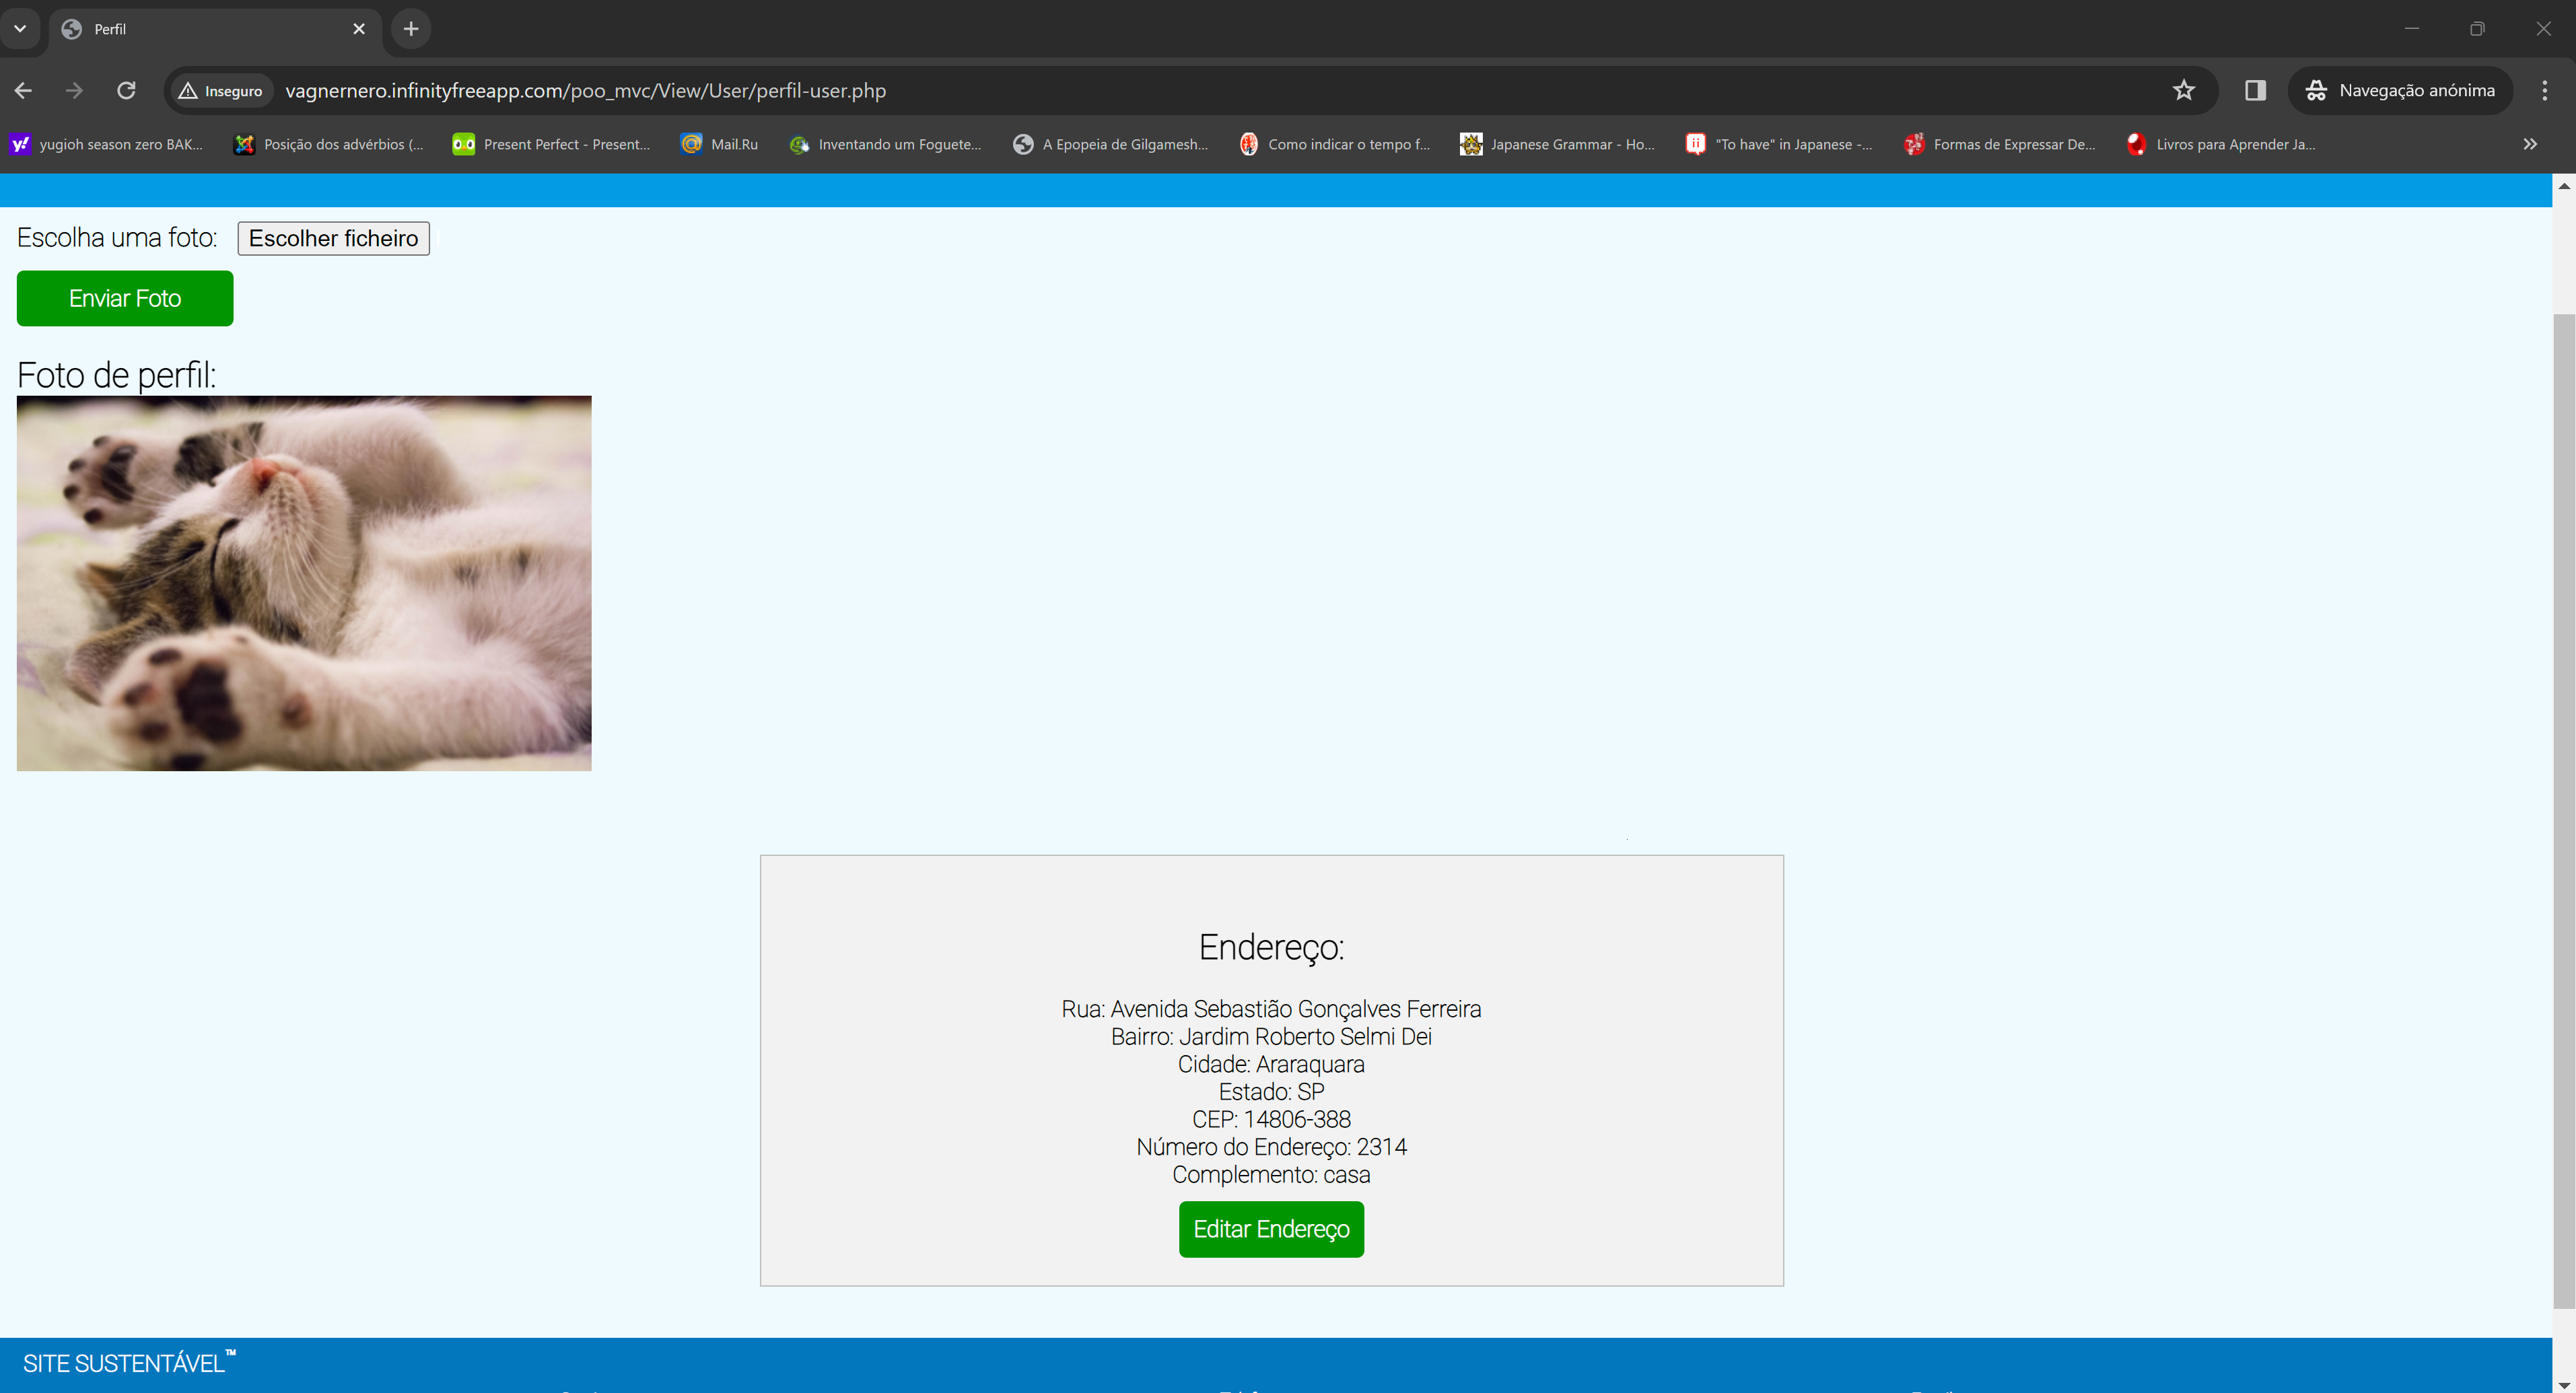 Perfil
Inseguro
vagnernero.infinityfreeapp.com/poo_mvc/View/User/perfil-user.php
Navegação anónima
yugioh season zero BAK...
Posição dos advérbios (...
Present Perfect - Present...
Mail.Ru
Inventando um Foguete...
A Epopeia de Gilgamesh...
Como indicar o tempo f...
Japanese Grammar - Ho...
"To have" in Japanese -...
Formas de Expressar De...
Livros para Aprender Ja...
Escolha uma foto:
Escolher ficheiro
Enviar Foto
Foto de perfil:
Endereço:
Rua: Avenida Sebastião Gonçalves Ferreira
Bairro: Jardim Roberto Selmi Dei
Cidade: Araraquara
Estado: SP
CEP: 14806-388
Número do Endereço: 2314
Complemento: casa
Editar Endereço
SITE SUSTENTÁVEL™